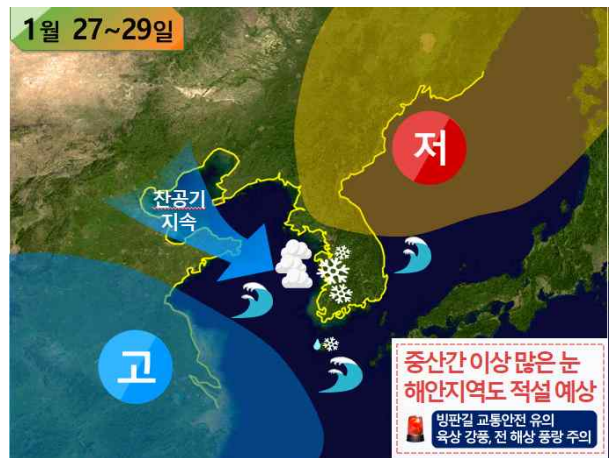 1월 27~29일
저
찬공기
지속
고
중산간 이상 많은 눈
해안지역도 적설 예상
빙판길 교통안전 유의
육상 강풍, 전 해상 풍랑 주의